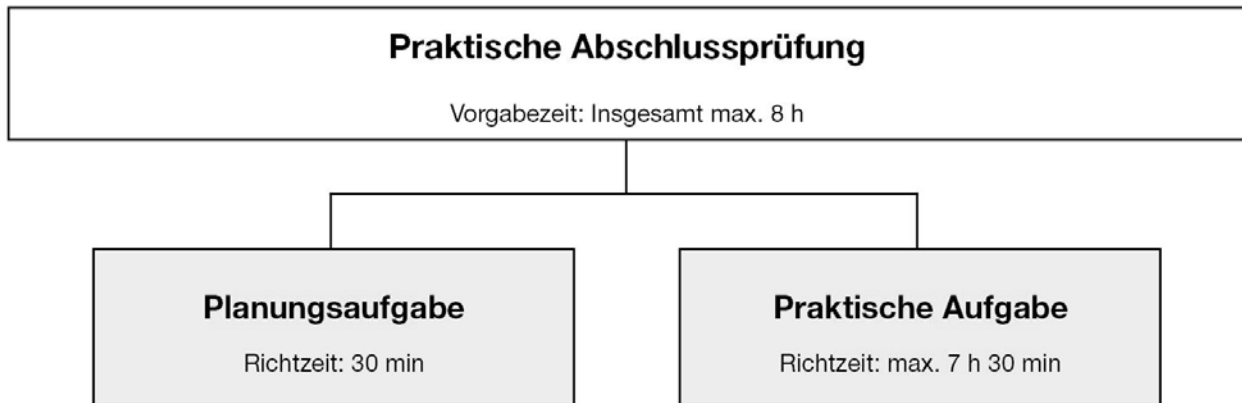 Praktische Abschlussprüfung
Vorgabezeit: Insgesamt max. 8 h
Planungsaufgabe
Richtzeit: 30 min
Praktische Aufgabe
Richtzeit: max. 7 h 30 min